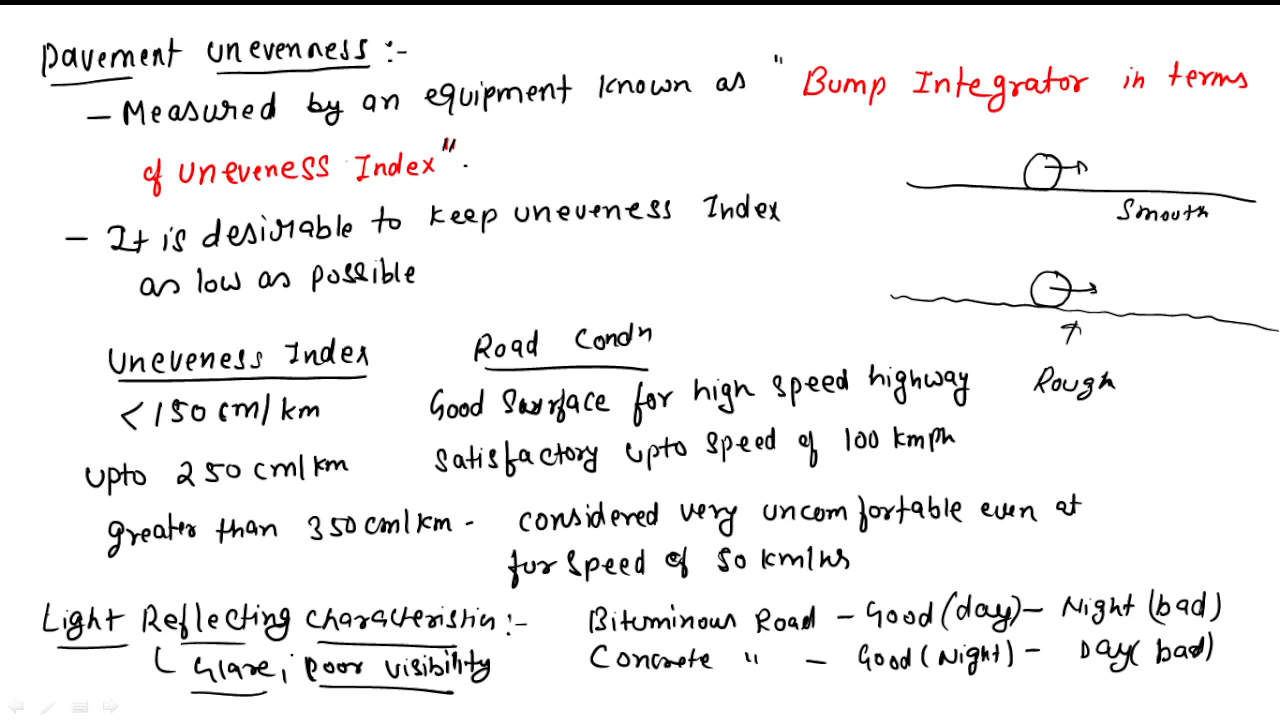 Pavement unevenness :-
- Measured by an equipment known as "Bump Integrator in terms
of uneveness Index".
- It is desirable to keep uneveness Index
as low as possible
Smouth
Rough
Uneveness Index Road Condn
<150 cm/km Good Surface for high speed highway
upto 250 cm/km satisfactory upto speed of 100 kmph
greater than 350 cm/km - considered very uncomfortable even at
for speed of 50 km/hs
Light Reflecting characteristics :- Bituminous Road - Good (day) - Night (bad)
( Glare, poor visibility Concrete " - Good (Night) - Day (bad)